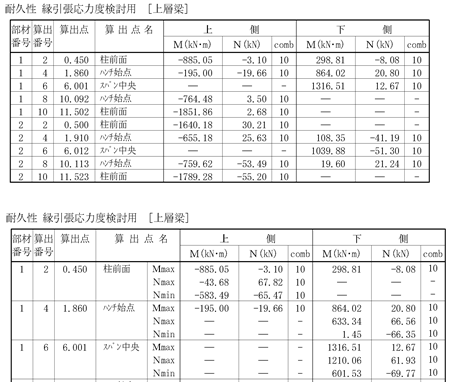 耐久性 縁引張応力度検討用 [上層梁]
部材番号 算出番号 算出点 算出点名 上側 下側
M(kN・m) N(kN) comb M(kN・m) N(kN) comb
1 2 0.450 柱前面 -885.05 -3.10 10 298.81 -8.08 10
1 4 1.860 ﾊﾝﾁ始点 -195.00 -19.66 10 864.02 20.80 10
1 6 6.001 ｽﾊﾟﾝ中央 — — - 1316.51 12.67 10
1 8 10.092 ﾊﾝﾁ始点 -764.48 3.50 10 — — -
1 10 11.502 柱前面 -1851.86 2.68 10 — — -
2 2 0.500 柱前面 -1640.18 30.21 10 — — -
2 4 1.910 ﾊﾝﾁ始点 -655.18 25.63 10 108.35 -41.19 10
2 6 6.012 ｽﾊﾟﾝ中央 — — - 1039.88 -51.30 10
2 8 10.113 ﾊﾝﾁ始点 -759.62 -53.49 10 19.60 21.24 10
2 10 11.523 柱前面 -1789.28 -55.20 10 — — -
耐久性 縁引張応力度検討用 [上層梁]
部材番号 算出番号 算出点 算出点名 上側 下側
M(kN・m) N(kN) comb M(kN・m) N(kN) comb
1 2 0.450 柱前面 Mmax -885.05 -3.10 10 298.81 -8.08 10
Nmax -43.68 67.82 10 — — -
Nmin -583.49 -65.47 10 — — -
1 4 1.860 ﾊﾝﾁ始点 Mmax -195.00 -19.66 10 864.02 20.80 10
Nmax — — - 633.34 66.56 10
Nmin — — - 1.45 -66.35 10
1 6 6.001 ｽﾊﾟﾝ中央 Mmax — — - 1316.51 12.67 10
Nmax — — - 1210.06 61.93 10
Nmin — — - 601.53 -69.77 10